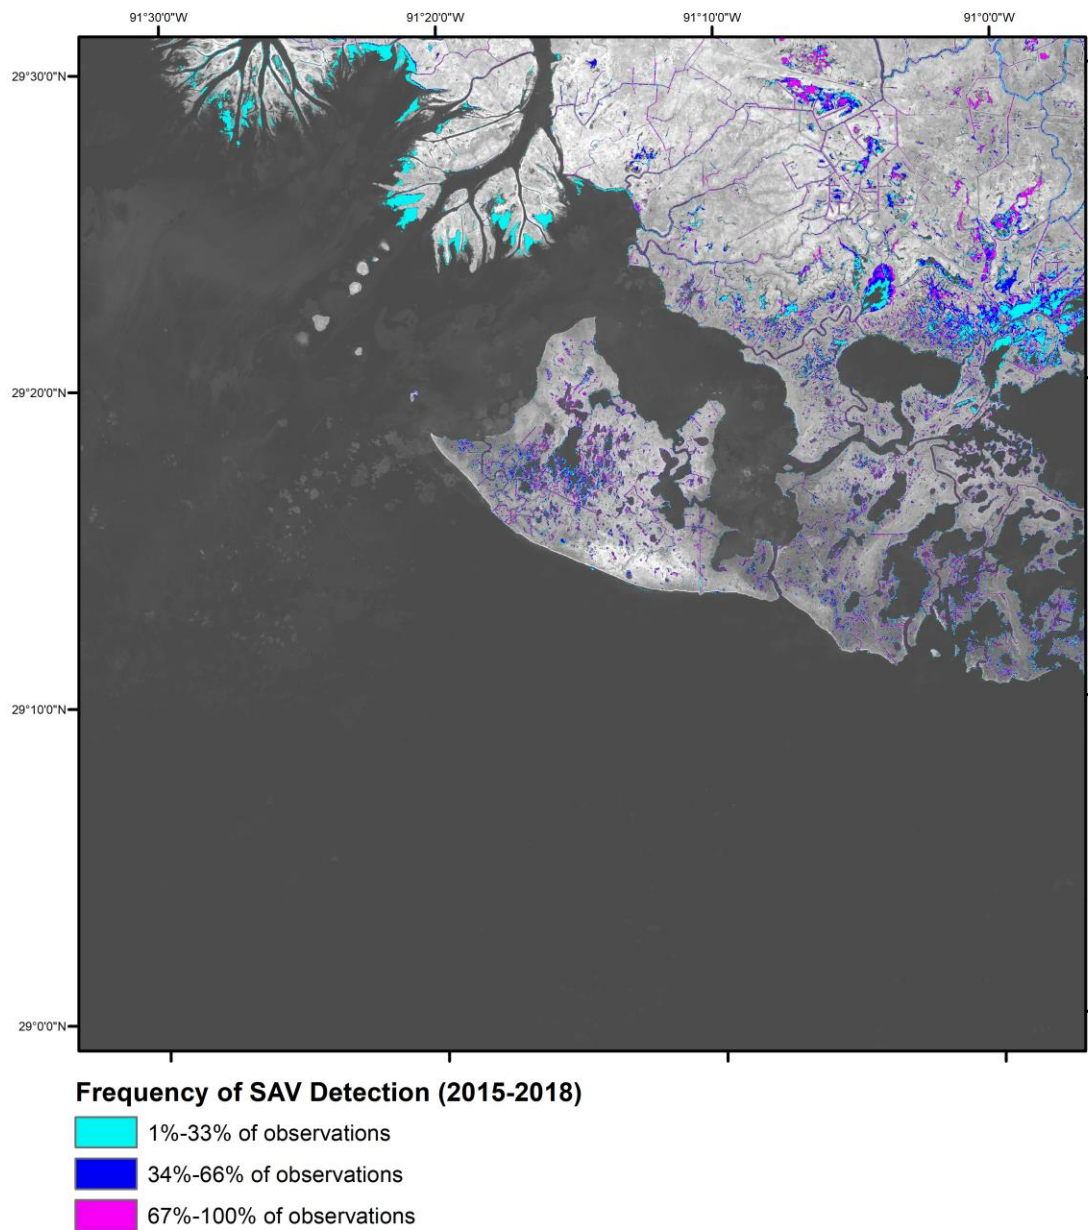 91°30'0"W 91°20'0"W 91°10'0"W 91°0'0"W
29°30'0"N
29°20'0"N
29°10'0"N
29°0'0"N
Frequency of SAV Detection (2015-2018)
1%-33% of observations
34%-66% of observations
67%-100% of observations